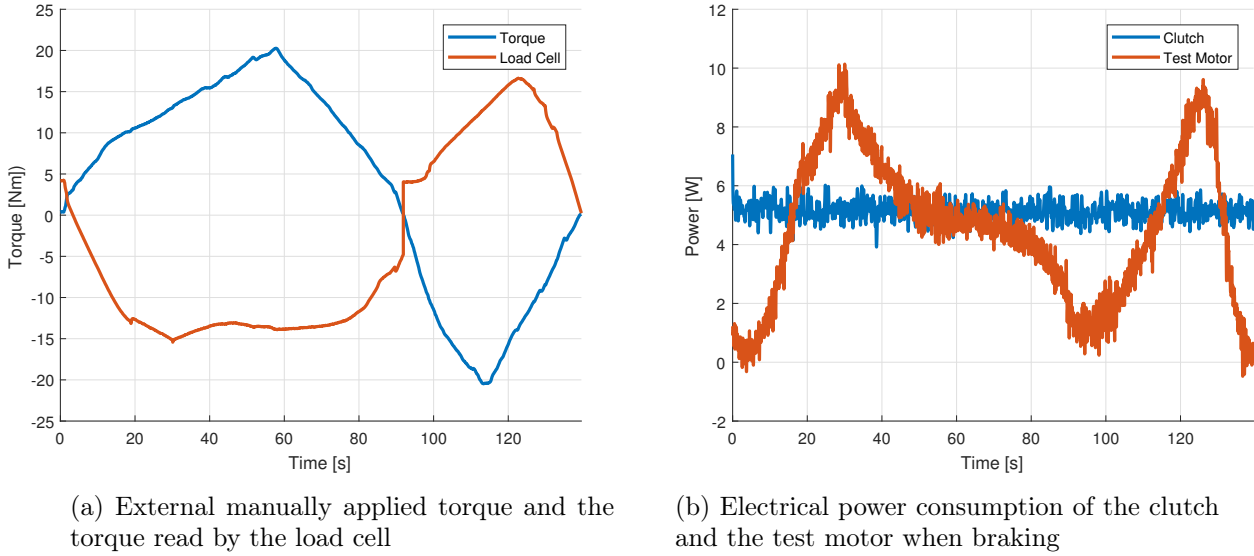 25
20
15
10
5
0
-5
-10
-15
-20
-25
Torque [Nm])
0 20 40 60 80 100 120
Time [s]
Torque
Load Cell
(a) External manually applied torque and the
torque read by the load cell
12
10
8
6
4
2
0
-2
Power [W]
0 20 40 60 80 100 120
Time [s]
Clutch
Test Motor
(b) Electrical power consumption of the clutch
and the test motor when braking